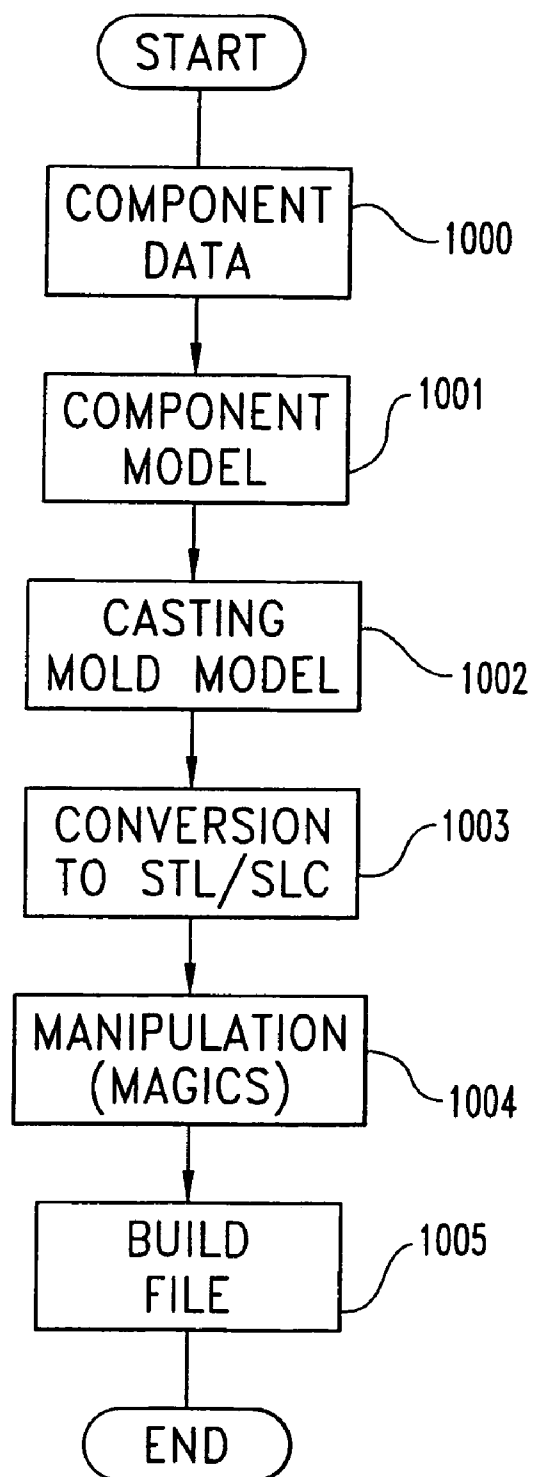 START
COMPONENT
DATA
1000
COMPONENT
MODEL
1001
CASTING
MOLD MODEL
1002
CONVERSION
TO STL/SLC
1003
MANIPULATION
(MAGICS)
1004
BUILD
FILE
1005
END